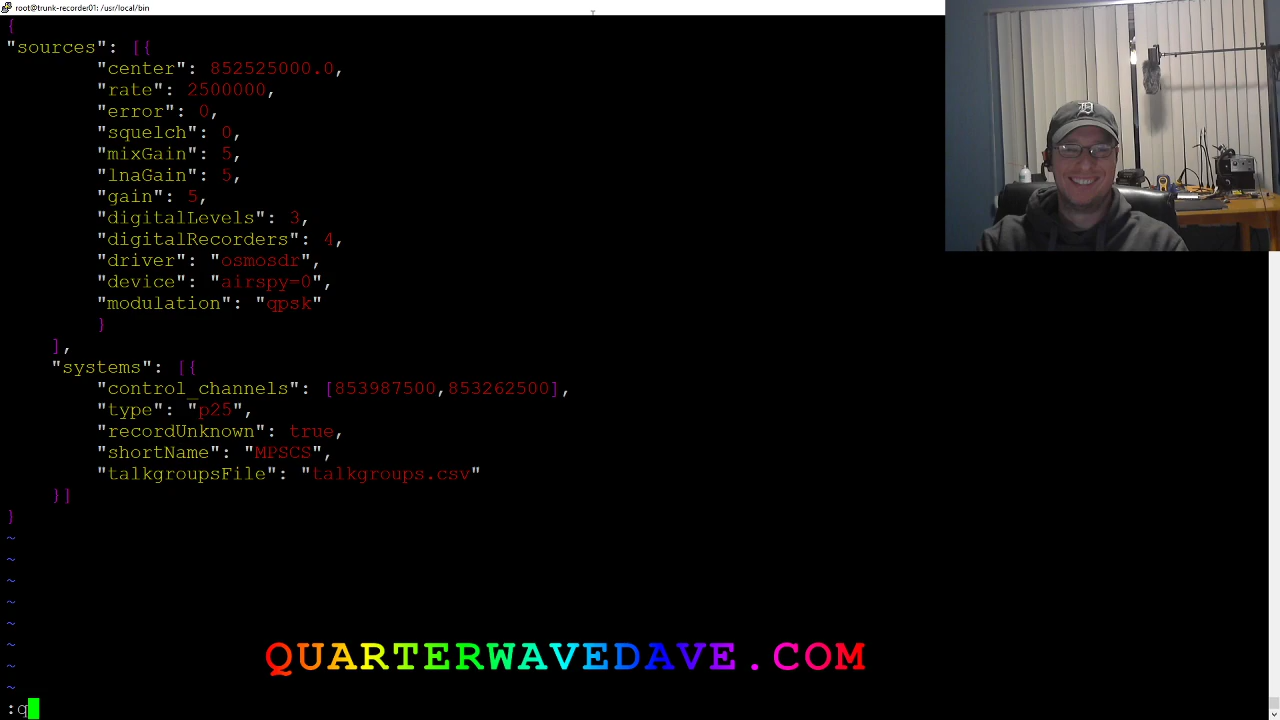 root@trunk-recorder01: /usr/local/bin
{
"sources": [{
"center": 852525000.0,
"rate": 2500000,
"error": 0,
"squelch": 0,
"mixGain": 5,
"lnaGain": 5,
"gain": 5,
"digitalLevels": 3,
"digitalRecorders": 4,
"driver": "osmosdr",
"device": "airspy=0",
"modulation": "qpsk"
}
],
"systems": [{
"control_channels": [853987500,853262500],
"type": "p25",
"recordUnknown": true,
"shortName": "MPSCS",
"talkgroupsFile": "talkgroups.csv"
}]
}
~
~
~
~
~
~
~
~
QUARTERWAVEDAVE.COM
:q